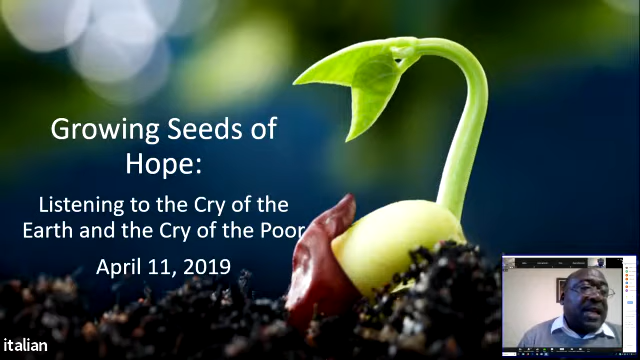 Growing Seeds of
Hope:
Listening to the Cry of the
Earth and the Cry of the Poor
April 11, 2019
italian